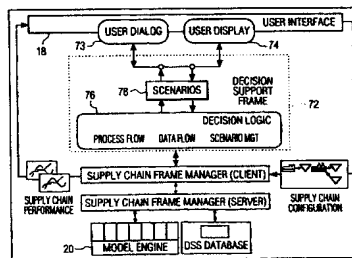 USER INTERFACE
18
USER DIALOG
USER DISPLAY
73
74
DECISION
SUPPORT
FRAME
SCENARIOS
78
76
72
DECISION LOGIC
PROCESS FLOW DATA FLOW SCENARIO MGT
SUPPLY CHAIN FRAME MANAGER (CLIENT)
SUPPLY CHAIN
PERFORMANCE
SUPPLY CHAIN FRAME MANAGER (SERVER)
SUPPLY CHAIN
CONFIGURATION
20
MODEL ENGINE
DSS DATABASE